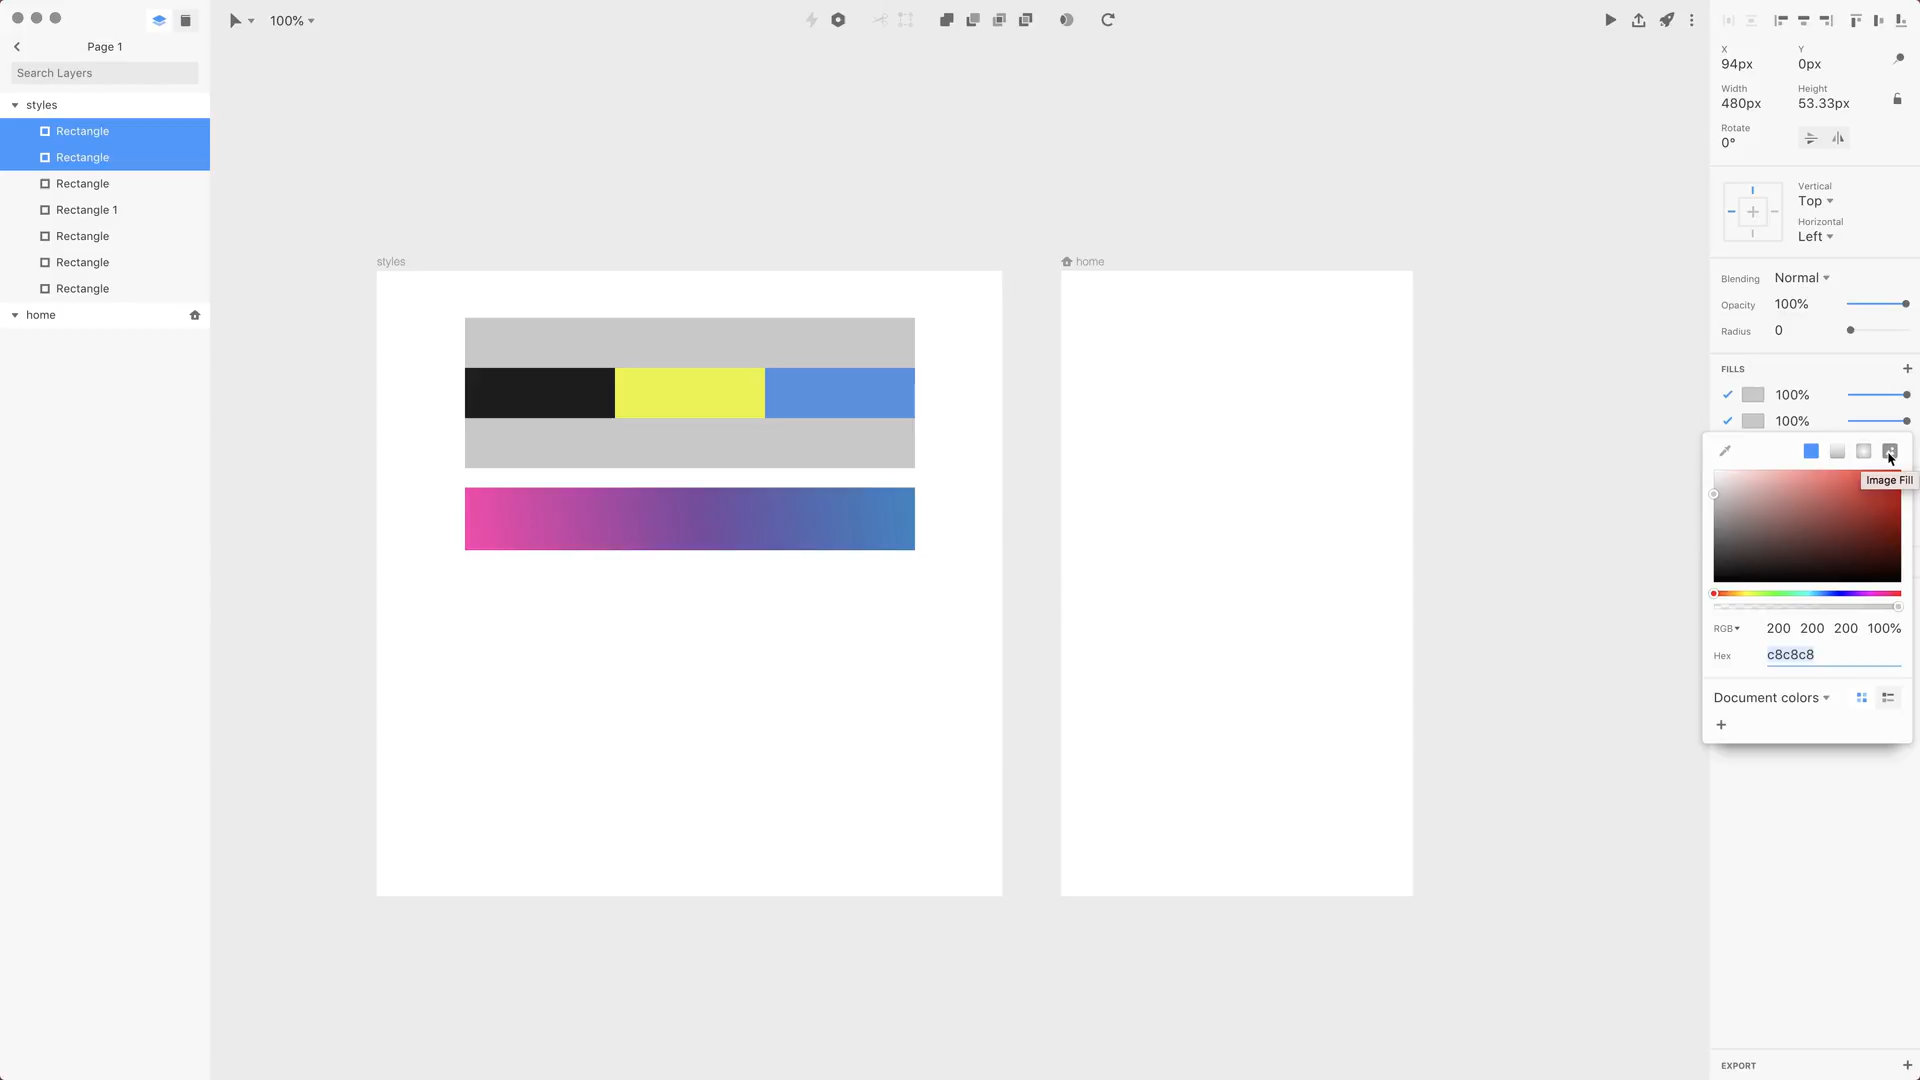 100%
Page 1
Search Layers
styles
Rectangle
Rectangle
Rectangle
Rectangle 1
Rectangle
Rectangle
Rectangle
home
styles
home
X
Y
94px
0px
Width
Height
480px
53.33px
Rotate
0°
Vertical
Top
Horizontal
Left
Blending
Normal
Opacity
100%
Radius
0
FILLS
100%
100%
Image Fill
RGB
200
200
200
100%
Hex
c8c8c8
Document colors
EXPORT